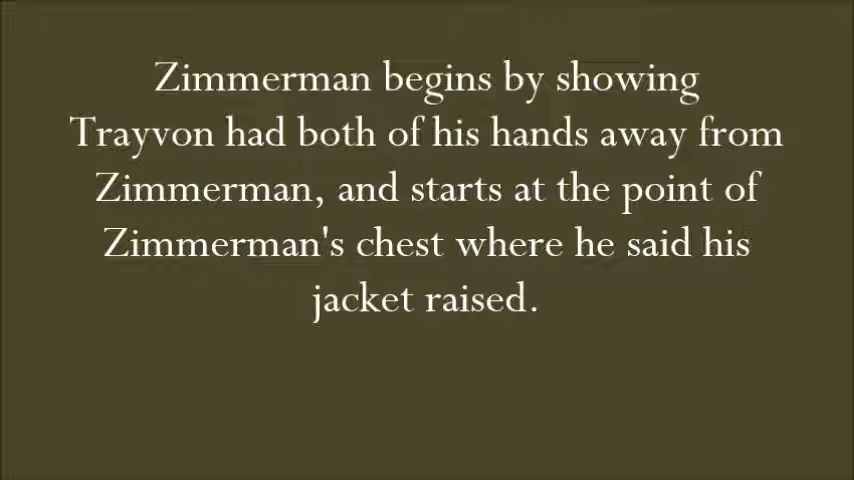 Zimmerman begins by showing
Trayvon had both of his hands away from
Zimmerman, and starts at the point of
Zimmerman's chest where he said his
jacket raised.